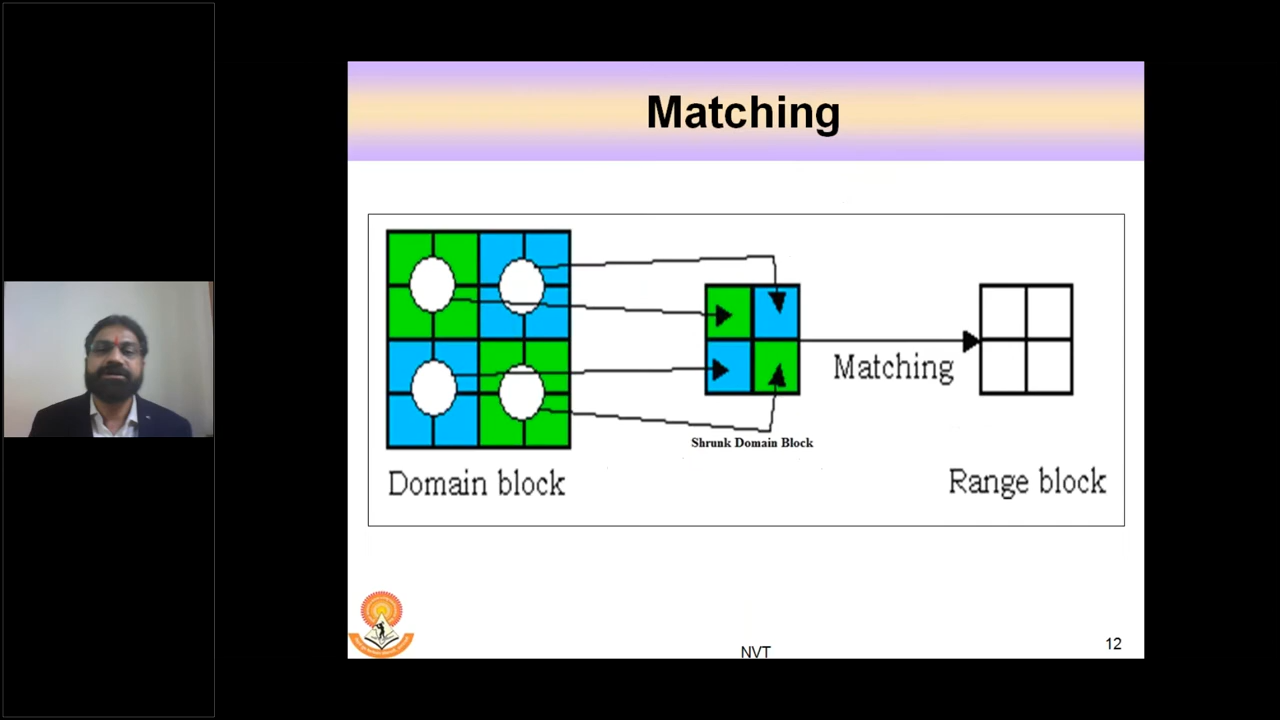 Matching
Matching
Shrunk Domain Block
Domain block
Range block
NVT
12